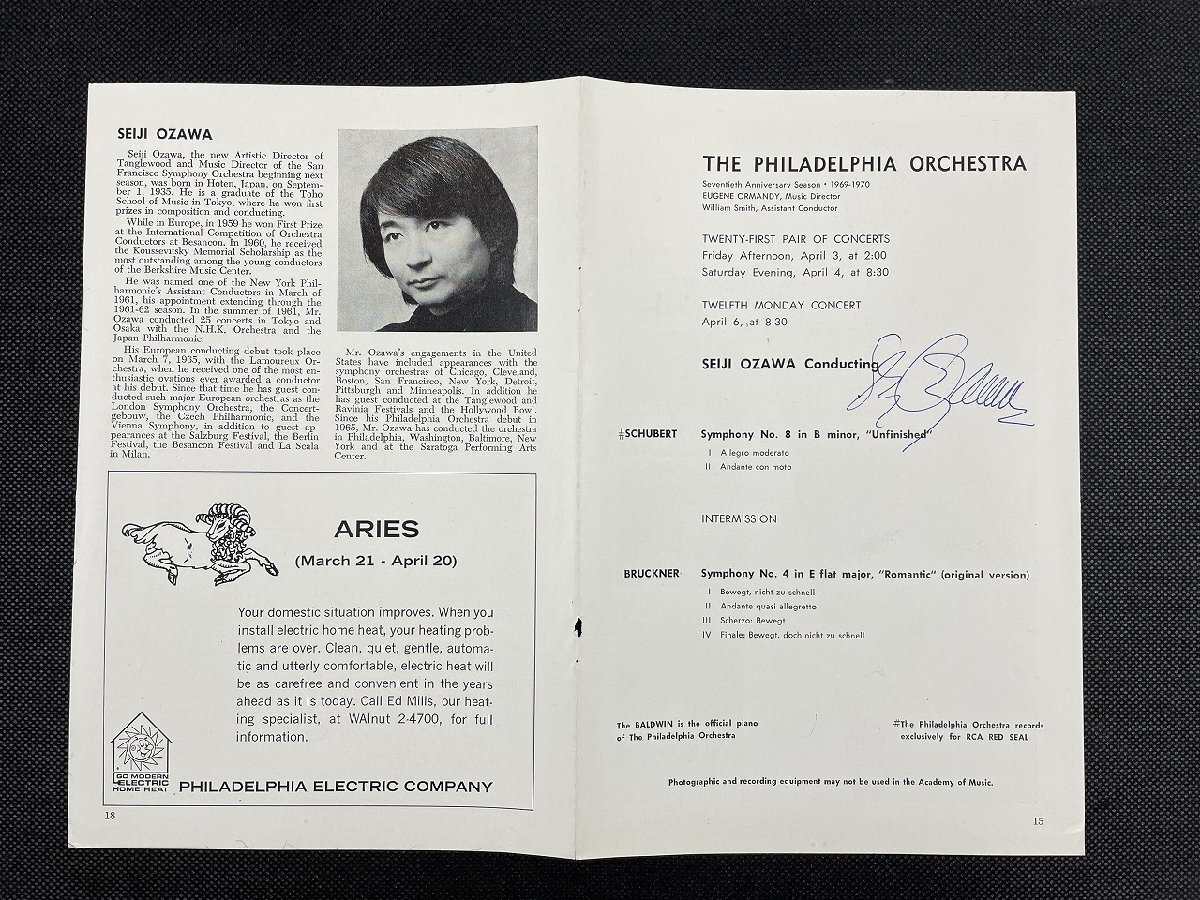 SEIJI OZAWA
Seiji Ozawa, the new Artistic Director of
Tanglewood and Music Director of the San
Francisco Symphony Orchestra beginning next
season, was born in Hoten, Japan, on Septem-
ber 1, 1935. He is a graduate of the Toho
School of Music in Tokyo, where he won first
prizes in composition and conducting.
While in Europe, in 1959 he won First Prize
at the International Competition of Orchestra
Conductors at Besancon. In 1960, he received
the Koussevitsky Memorial Scholarship as the
most outstanding among the young conductors
of the Berkshire Music Center.
He was named one of the New York Phil-
harmonic's Assistant Conductors in March of
1961, his appointment extending through the
1961-62 season. In the summer of 1961, Mr.
Ozawa conducted 25 concerts in Tokyo and
Osaka with the N.H.K. Orchestra and the
Japan Philharmonic.
His European conducting debut took place
on March 7, 1935, with the Lamoureux Or-
chestra, when he received one of the most en-
thusiastic ovations ever awarded a conductor
at his debut. Since that time he has guest con-
ducted such major European orchestras as the
London Symphony Orchestra, the Concert-
gebouw, the Czech Philharmonic, and the
Vienna Symphony, in addition to guest ap-
pearances at the Salzburg Festival, the Berlin
Festival, the Besancon Festival and La Scala
in Milan.
Mr. Ozawa's engagements in the United
States have included appearances with the
symphony orchestras of Chicago, Cleveland,
Boston, San Francisco, New York, Detroit,
Pittsburgh and Minneapolis. In addition he
has guest conducted at the Tanglewood and
Ravinia Festivals and the Hollywood Bowl.
Since his Philadelphia Orchestra debut in
1965, Mr. Ozawa has conducted the orchestra
in Philadelphia, Washington, Baltimore, New
York and at the Saratoga Performing Arts
Center.
ARIES
(March 21 - April 20)
Your domestic situation improves. When you
install electric home heat, your heating prob-
lems are over. Clean, quiet, gentle, automa-
tic and utterly comfortable, electric heat will
be as carefree and convenient in the years
ahead as it is today. Call Ed Mills, our heat-
ing specialist, at WAlnut 2-4700, for full
information.
GO MODERN
ELECTRIC
HOME HEAT
PHILADELPHIA ELECTRIC COMPANY
18
THE PHILADELPHIA ORCHESTRA
Seventieth Anniversary Season • 1969-1970
EUGENE ORMANDY, Music Director
William Smith, Assistant Conductor
TWENTY-FIRST PAIR OF CONCERTS
Friday Afternoon, April 3, at 2:00
Saturday Evening, April 4, at 8:30
TWELFTH MONDAY CONCERT
April 6, at 8:30
SEIJI OZAWA Conducting
#SCHUBERT Symphony No. 8 in B minor, "Unfinished"
I Allegro moderato
II Andante con moto
INTERMISSION
BRUCKNER Symphony No. 4 in E flat major, "Romantic" (original version)
I Bewegt, nicht zu schnell
II Andante quasi allegretto
III Scherzo: Bewegt
IV Finale: Bewegt, doch nicht zu schnell
The BALDWIN is the official piano
of The Philadelphia Orchestra
#The Philadelphia Orchestra records
exclusively for RCA RED SEAL
Photographic and recording equipment may not be used in the Academy of Music.
15